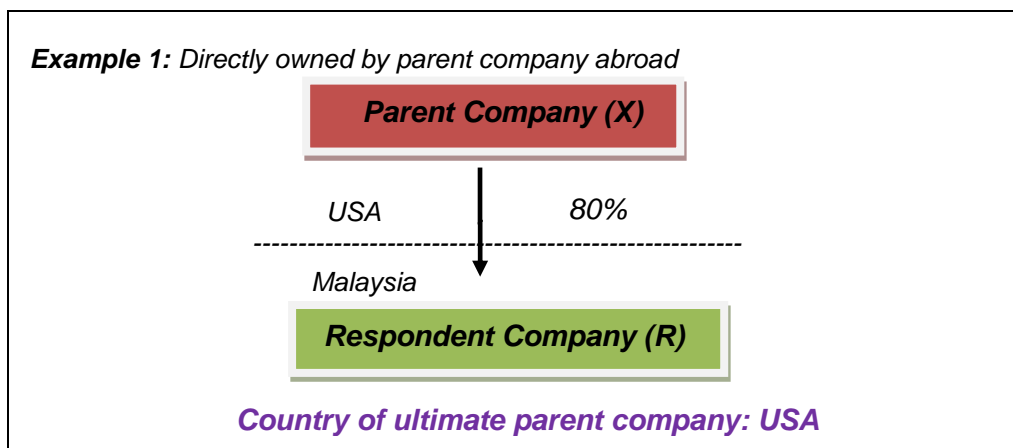 Example 1: Directly owned by parent company abroad
Parent Company (X)
USA 80%
Malaysia
Respondent Company (R)
Country of ultimate parent company: USA